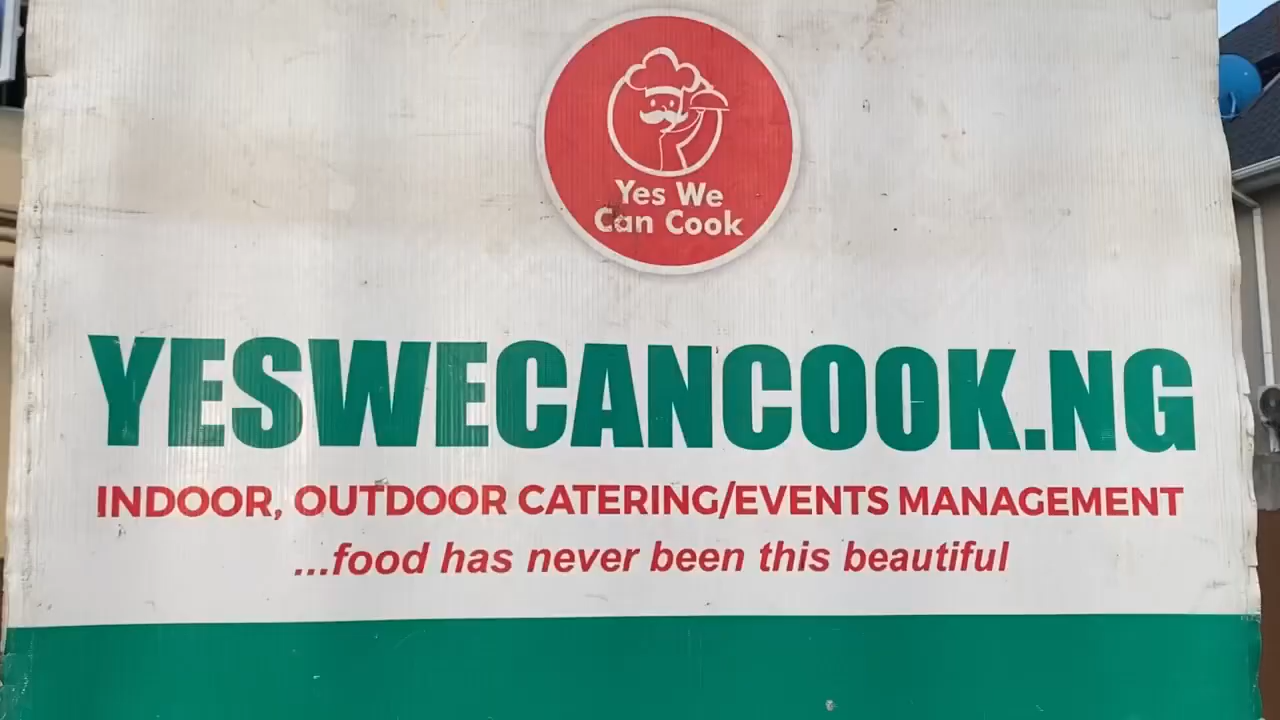 Yes We
Can Cook
YESWECANCOOK.NG
INDOOR, OUTDOOR CATERING/EVENTS MANAGEMENT
...food has never been this beautiful